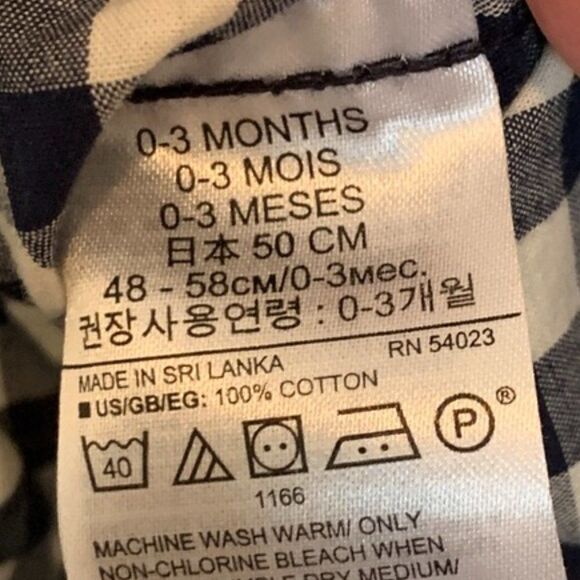 0-3 MONTHS
0-3 MOIS
0-3 MESES
日本 50 CM
48 - 58см/0-3мес.
권장사용연령 : 0-3개월
MADE IN SRI LANKA RN 54023
US/GB/EG: 100% COTTON
40 P ®
1166
MACHINE WASH WARM/ ONLY
NON-CHLORINE BLEACH WHEN
DRY MEDIUM/